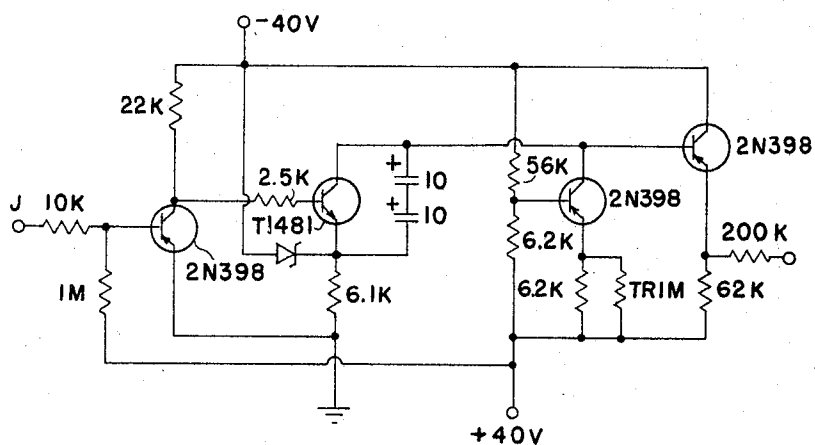 -40V
22K
J
10K
2.5K
TI481
2N398
1M
6.1K
+
10
+
10
56K
6.2K
2N398
6.2K
TRIM
2N398
200K
62K
+40V